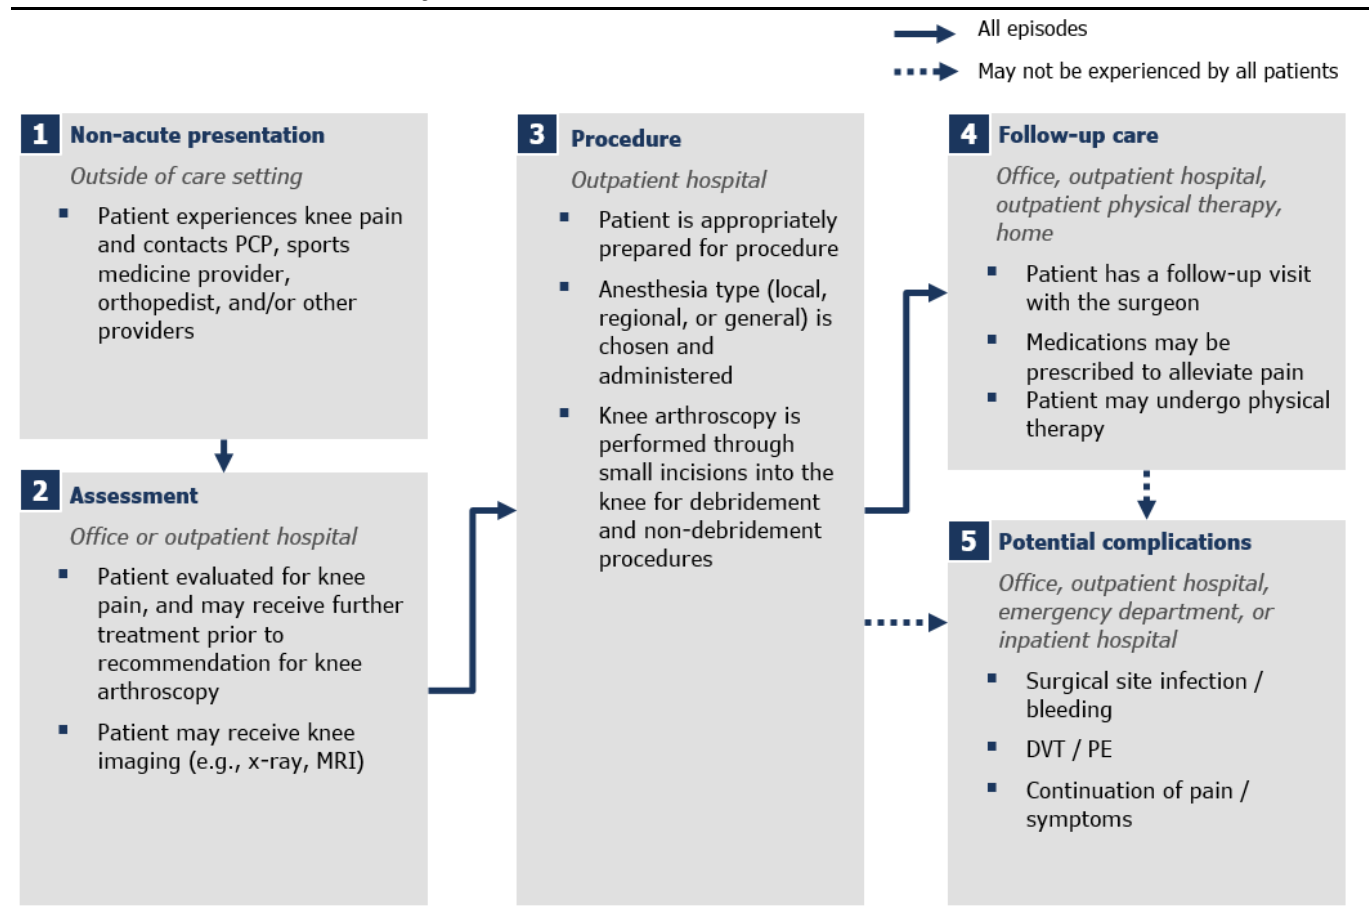 All episodes
May not be experienced by all patients
1 Non-acute presentation
Outside of care setting
▪ Patient experiences knee pain
and contacts PCP, sports
medicine provider,
orthopedist, and/or other
providers
2 Assessment
Office or outpatient hospital
▪ Patient evaluated for knee
pain, and may receive further
treatment prior to
recommendation for knee
arthroscopy
▪ Patient may receive knee
imaging (e.g., x-ray, MRI)
3 Procedure
Outpatient hospital
▪ Patient is appropriately
prepared for procedure
▪ Anesthesia type (local,
regional, or general) is
chosen and
administered
▪ Knee arthroscopy is
performed through
small incisions into the
knee for debridement
and non-debridement
procedures
4 Follow-up care
Office, outpatient hospital,
outpatient physical therapy,
home
▪ Patient has a follow-up visit
with the surgeon
▪ Medications may be
prescribed to alleviate pain
▪ Patient may undergo physical
therapy
5 Potential complications
Office, outpatient hospital,
emergency department, or
inpatient hospital
▪ Surgical site infection /
bleeding
▪ DVT / PE
▪ Continuation of pain /
symptoms